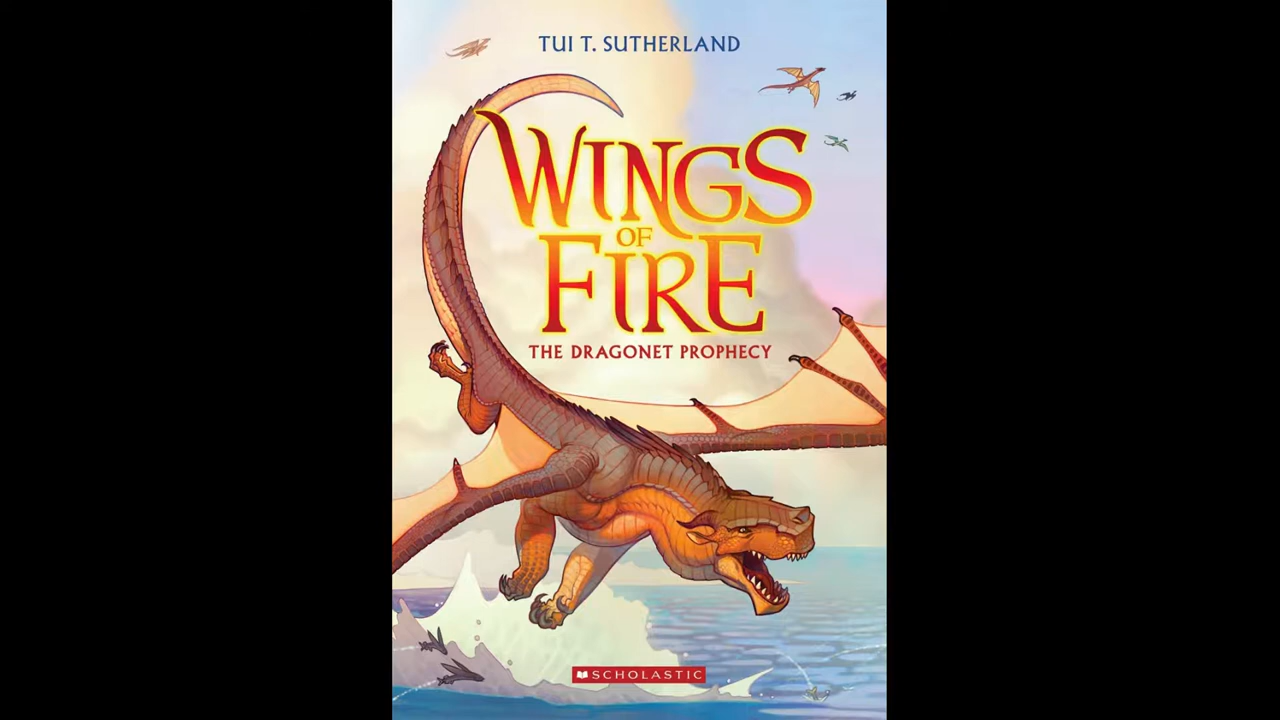 TUI T. SUTHERLAND
WINGS
OF
FIRE
THE DRAGONET PROPHECY
SCHOLASTIC